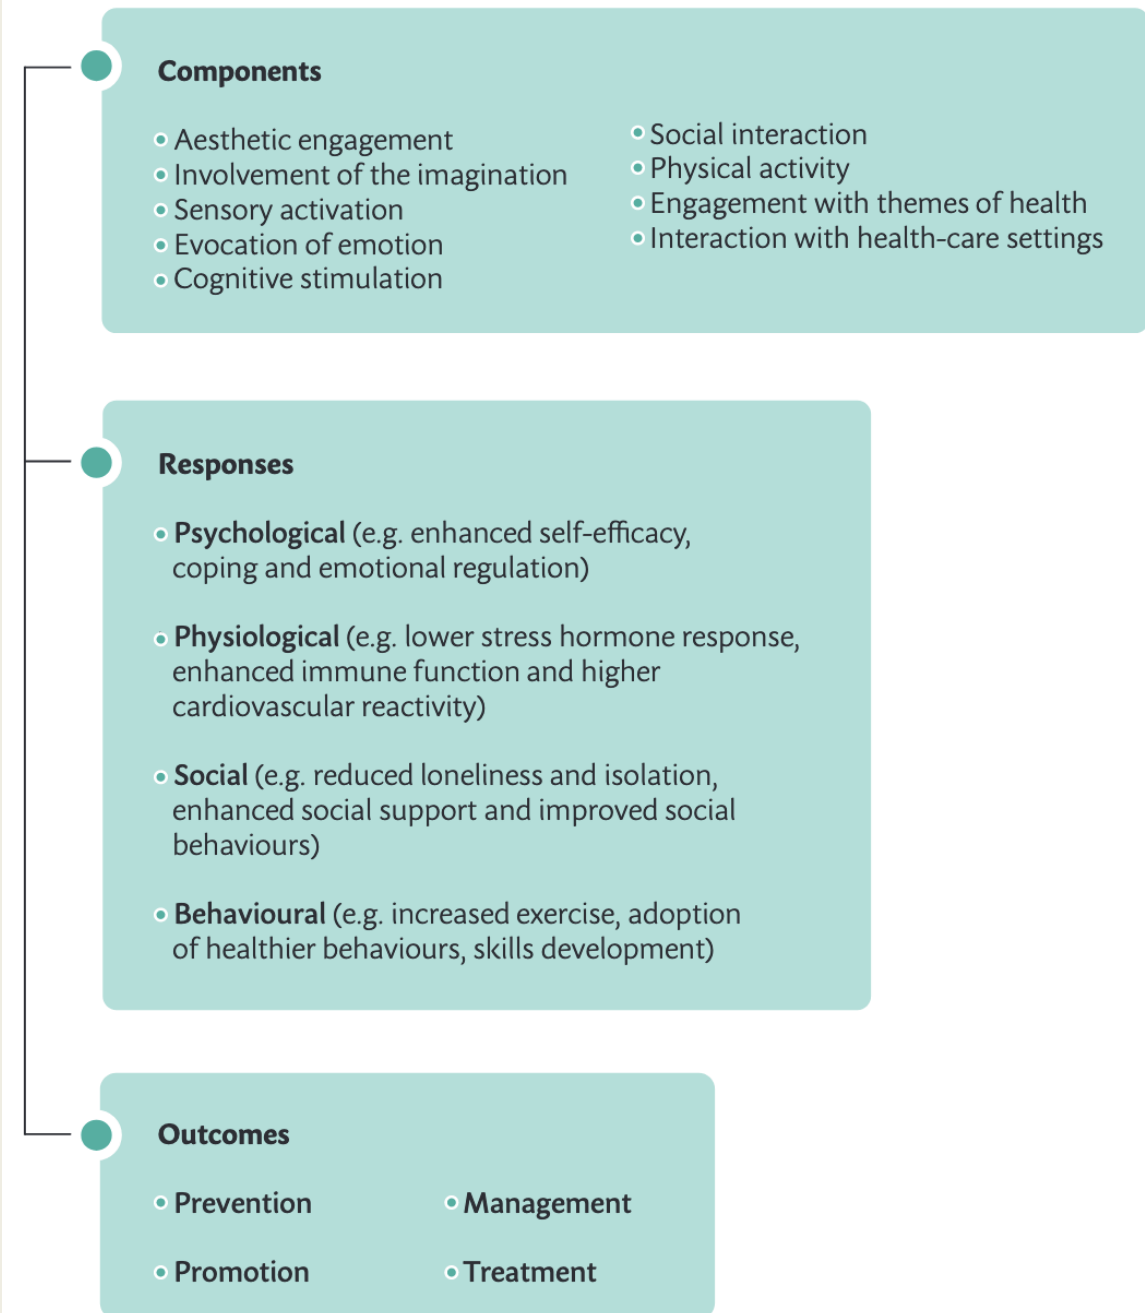 Components
Aesthetic engagement
Involvement of the imagination
Sensory activation
Evocation of emotion
Cognitive stimulation
Social interaction
Physical activity
Engagement with themes of health
Interaction with health-care settings
Responses
Psychological (e.g. enhanced self-efficacy,
coping and emotional regulation)
Physiological (e.g. lower stress hormone response,
enhanced immune function and higher
cardiovascular reactivity)
Social (e.g. reduced loneliness and isolation,
enhanced social support and improved social
behaviours)
Behavioural (e.g. increased exercise, adoption
of healthier behaviours, skills development)
Outcomes
Prevention
Management
Promotion
Treatment